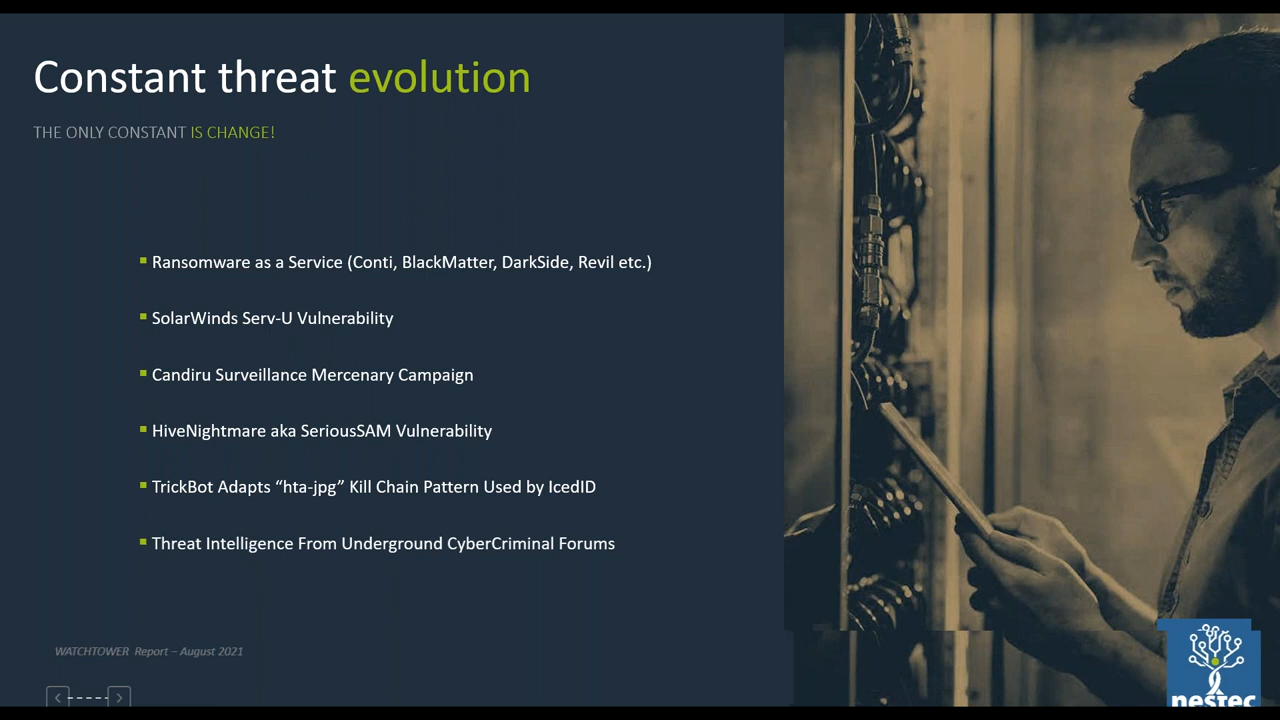 Constant threat evolution
THE ONLY CONSTANT IS CHANGE!
Ransomware as a Service (Conti, BlackMatter, DarkSide, Revil etc.)
SolarWinds Serv-U Vulnerability
Candiru Surveillance Mercenary Campaign
HiveNightmare aka SeriousSAM Vulnerability
TrickBot Adapts “hta-jpg” Kill Chain Pattern Used by IcedID
Threat Intelligence From Underground CyberCriminal Forums
WATCHTOWER Report – August 2021
nestec